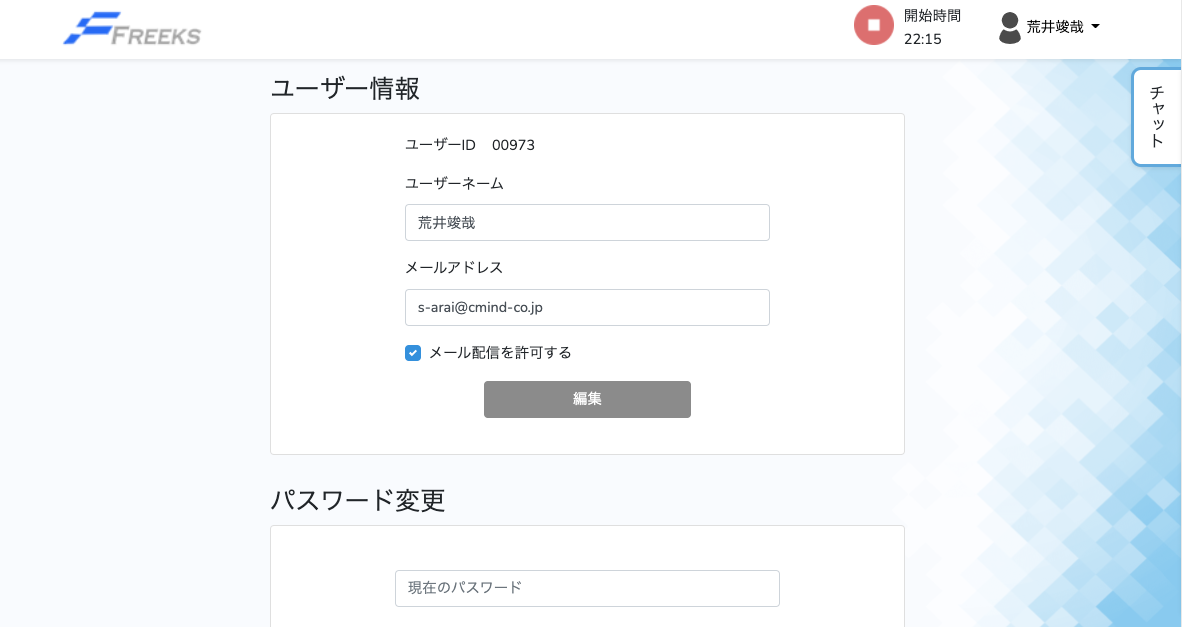 FREEKS
開始時間
22:15
荒井竣哉
チャット
ユーザー情報
ユーザーID 00973
ユーザーネーム
荒井竣哉
メールアドレス
s-arai@cmind-co.jp
メール配信を許可する
編集
パスワード変更
現在のパスワード